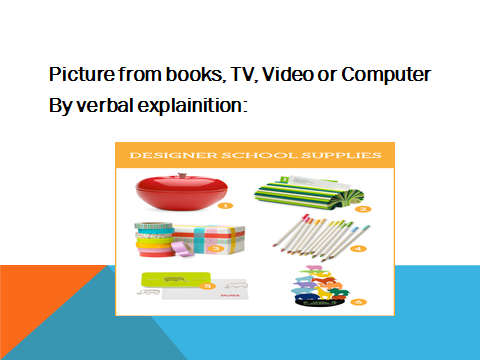 Picture from books, TV, Video or Computer
By verbal explainition:
DESIGNER SCHOOL SUPPLIES
1
2
3
4
5
MoMA
6